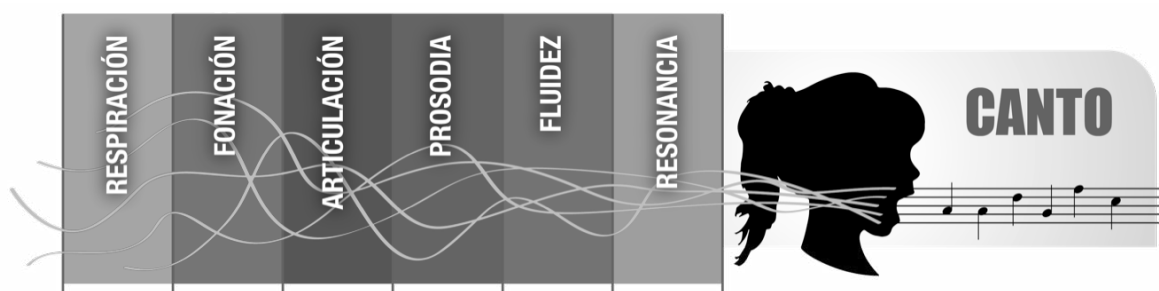 RESPIRACIÓN
FONACIÓN
ARTICULACIÓN
PROSODIA
FLUIDEZ
RESONANCIA
CANTO